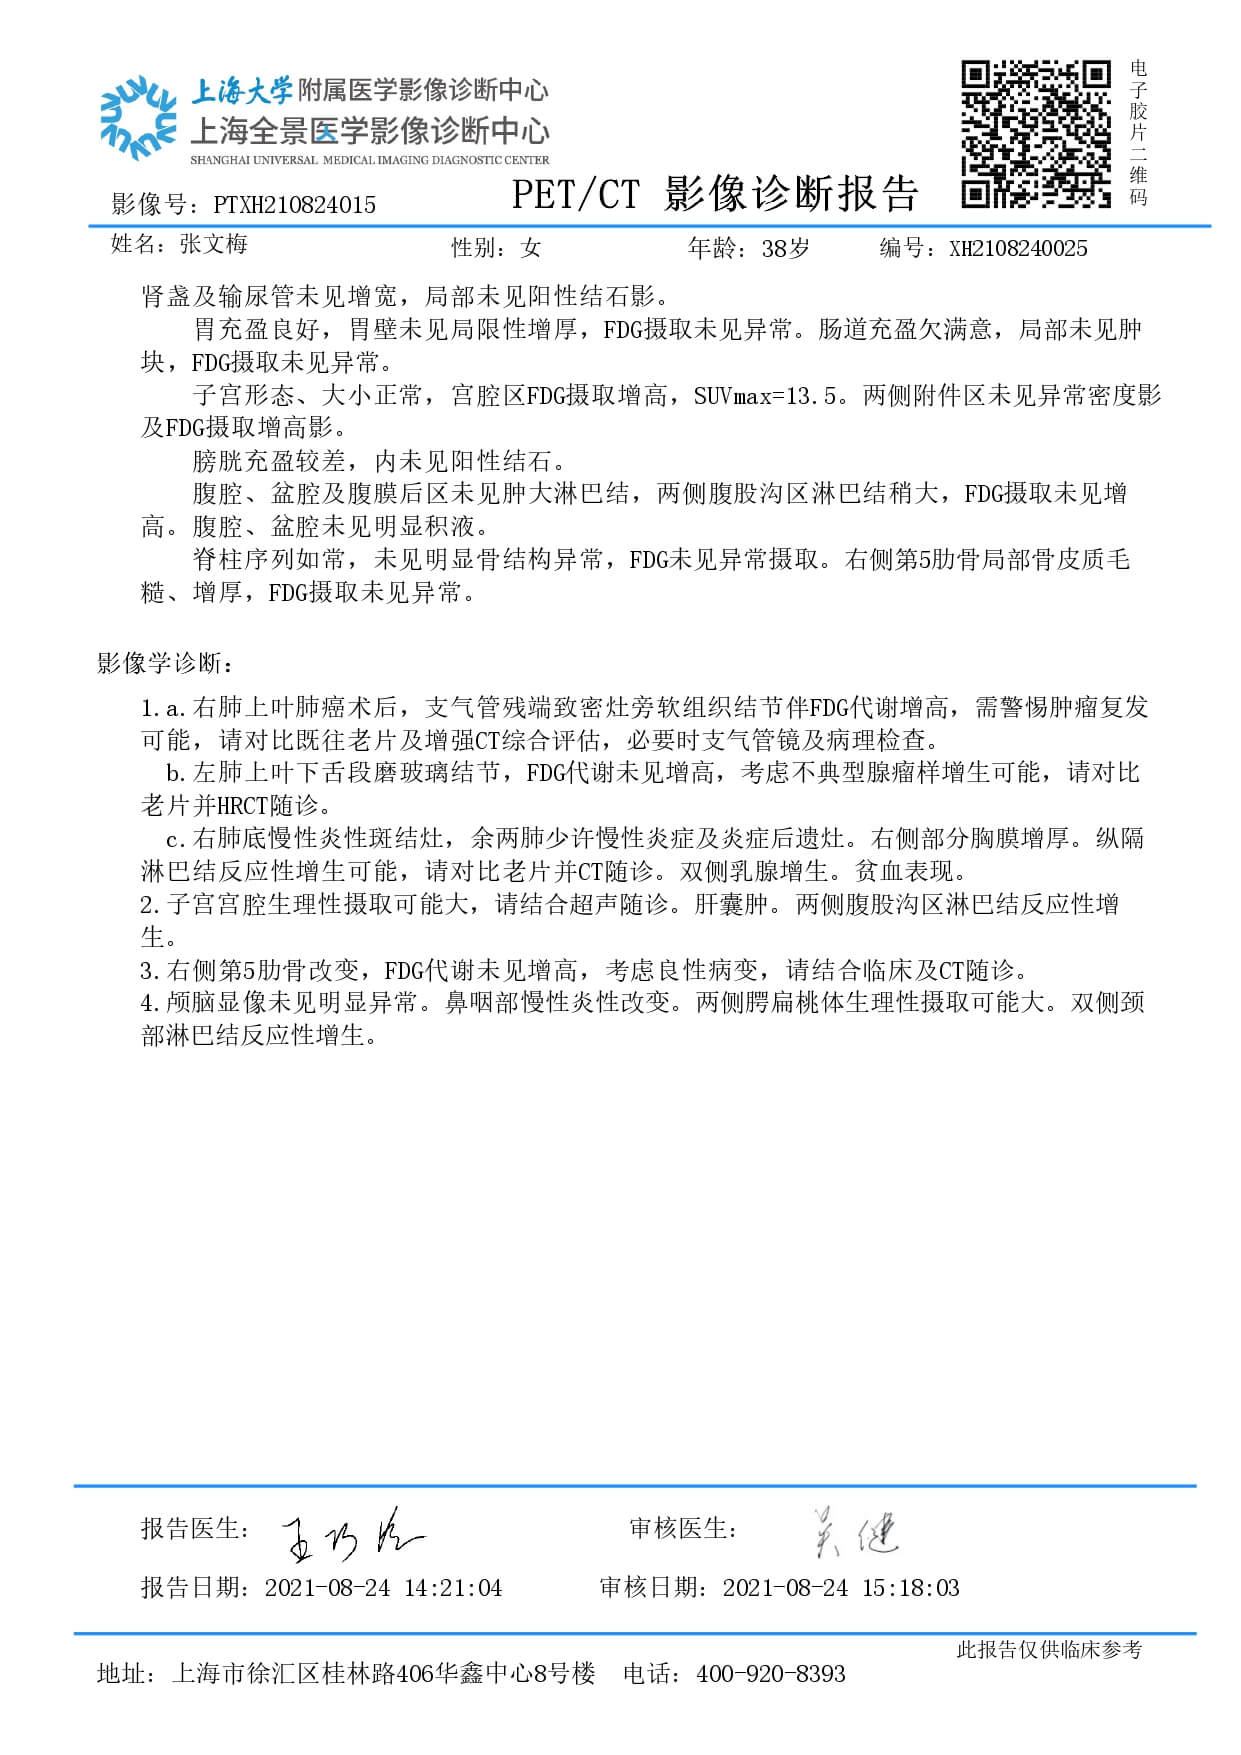 上海大学附属医学影像诊断中心
上海全景医学影像诊断中心
SHANGHAI UNIVERSAL MEDICAL IMAGING DIAGNOSTIC CENTER
电子胶片二维码
影像号：PTXH210824015
PET/CT 影像诊断报告
姓名：张文梅 性别：女 年龄：38岁 编号：XH2108240025
肾盏及输尿管未见增宽，局部未见阳性结石影。
胃充盈良好，胃壁未见局限性增厚，FDG摄取未见异常。肠道充盈欠满意，局部未见肿
块，FDG摄取未见异常。
子宫形态、大小正常，宫腔区FDG摄取增高，SUVmax=13.5。两侧附件区未见异常密度影
及FDG摄取增高影。
膀胱充盈较差，内未见阳性结石。
腹腔、盆腔及腹膜后区未见肿大淋巴结，两侧腹股沟区淋巴结稍大，FDG摄取未见增
高。腹腔、盆腔未见明显积液。
脊柱序列如常，未见明显骨结构异常，FDG未见异常摄取。右侧第5肋骨局部骨皮质毛
糙、增厚，FDG摄取未见异常。
影像学诊断：
1.a.右肺上叶肺癌术后，支气管残端致密灶旁软组织结节伴FDG代谢增高，需警惕肿瘤复发
可能，请对比既往老片及增强CT综合评估，必要时支气管镜及病理检查。
b.左肺上叶下舌段磨玻璃结节，FDG代谢未见增高，考虑不典型腺瘤样增生可能，请对比
老片并HRCT随诊。
c.右肺底慢性炎性斑结灶，余两肺少许慢性炎症及炎症后遗灶。右侧部分胸膜增厚。纵隔
淋巴结反应性增生可能，请对比老片并CT随诊。双侧乳腺增生。贫血表现。
2.子宫宫腔生理性摄取可能大，请结合超声随诊。肝囊肿。两侧腹股沟区淋巴结反应性增
生。
3.右侧第5肋骨改变，FDG代谢未见增高，考虑良性病变，请结合临床及CT随诊。
4.颅脑显像未见明显异常。鼻咽部慢性炎性改变。两侧腭扁桃体生理性摄取可能大。双侧颈
部淋巴结反应性增生。
报告医生： 审核医生：吴健
报告日期：2021-08-24 14:21:04 审核日期：2021-08-24 15:18:03
此报告仅供临床参考
地址：上海市徐汇区桂林路406华鑫中心8号楼 电话：400-920-8393